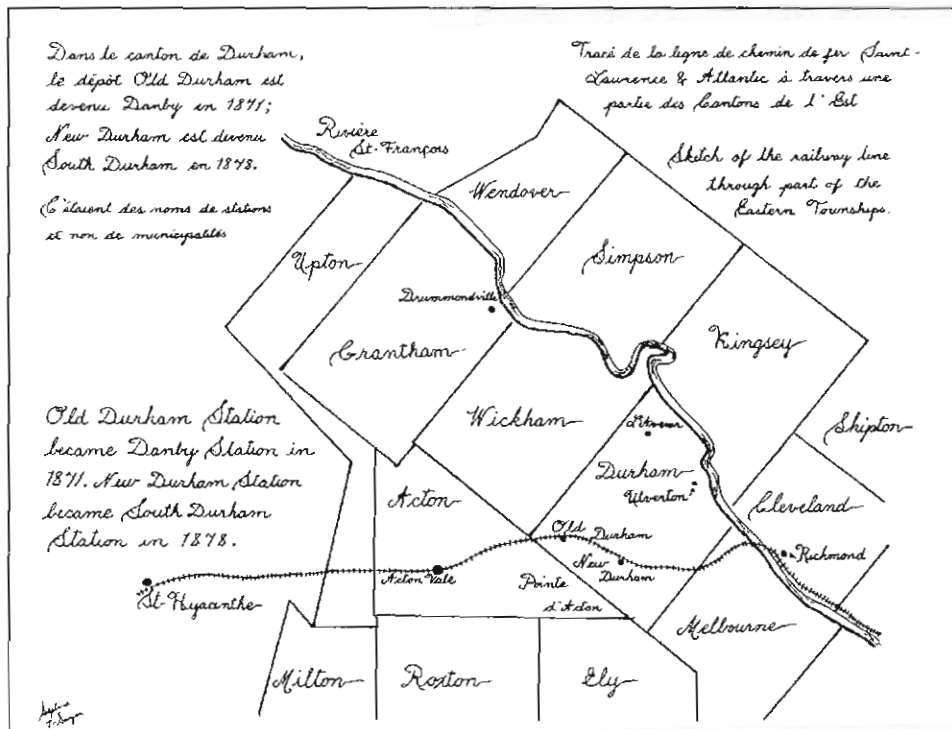 Dans le canton de Durham,
le dépôt Old Durham est
devenu Danby en 1871;
New Durham est devenu
South Durham en 1878.
C'étaient des noms de stations
et non de municipalités
Tracé de la ligne de chemin de fer Saint-
Laurence & Atlantic à travers une
partie des Cantons de l'Est
Sketch of the railway line
through part of the
Eastern Townships.
Rivière
St-François
Wendover
Upton
Simpson
Drummondville
Kingsey
Grantham
Wickham
Shipton
L'Avenir
Durham
Ulverton
Old Durham Station
became Danby Station in
1871. New Durham Station
became South Durham
Station in 1878.
Acton
Cleveland
Old Durham
New
Durham
Richmond
Acton Vale
Pointe
d'Acton
St-Hyacinthe
Melbourne
Milton
Roxton
Ely